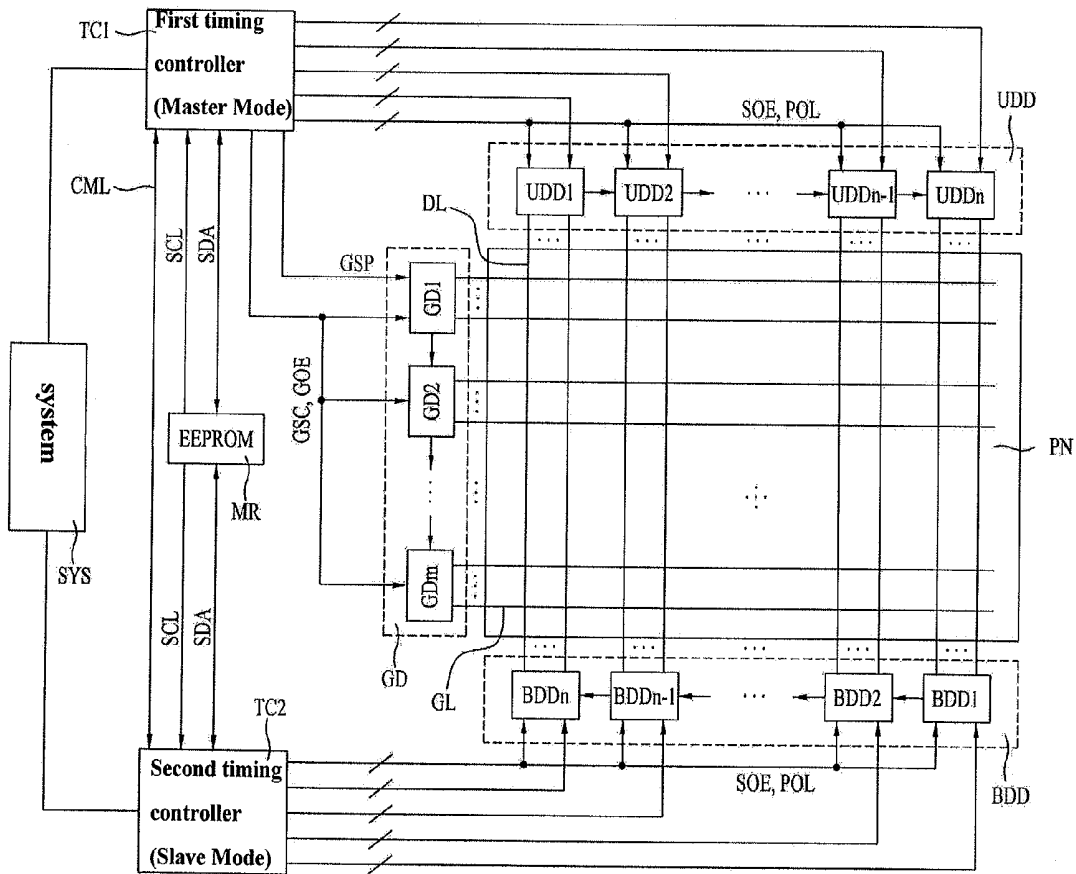 TC1
First timing
controller
(Master Mode)
SOE, POL
UDD
CML
SCL
SDA
UDD1
UDD2
...
UDDn-1
UDDn
DL
... ... ... ... ...
GSP
GD1
...
GSC, GOE
GD2
...
system
EEPROM
PN
MR
...
...
SYS
GDm
...
SCL
SDA
GD
GL
... ... ... ... ...
BDDn
BDDn-1
...
BDD2
BDD1
TC2
Second timing
controller
(Slave Mode)
SOE, POL
BDD